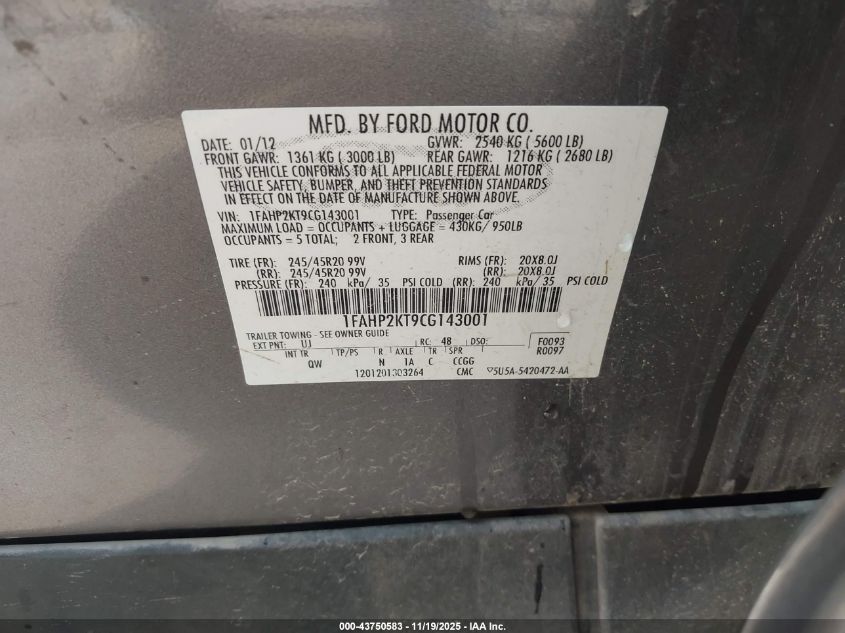 MFD. BY FORD MOTOR CO.
DATE: 01/12 GVWR: 2540 KG ( 5600 LB)
FRONT GAWR: 1361 KG ( 3000 LB) REAR GAWR: 1216 KG ( 2680 LB)
THIS VEHICLE CONFORMS TO ALL APPLICABLE FEDERAL MOTOR
VEHICLE SAFETY, BUMPER, AND THEFT PREVENTION STANDARDS
IN EFFECT ON THE DATE OF MANUFACTURE SHOWN ABOVE.
VIN: 1FAHP2KT9CG143001 TYPE: Passenger Car
MAXIMUM LOAD = OCCUPANTS + LUGGAGE = 430KG/ 950LB
OCCUPANTS = 5 TOTAL; 2 FRONT, 3 REAR
TIRE (FR): 245/45R20 99V RIMS (FR): 20X8.0J
(RR): 245/45R20 99V (RR): 20X8.0J
PRESSURE (FR): 240 kPa/ 35 PSI COLD (RR): 240 kPa/ 35 PSI COLD
1FAHP2KT9CG143001
TRAILER TOWING - SEE OWNER GUIDE
EXT PNT: UJ RC: 48 DSO: F0093
INT TR TP/PS R AXLE TR SPR R0097
QW N 1A C CCGG
1201201303264 CMC 5U5A-5420472-AA
000-43750583 - 11/19/2025 - IAA Inc.